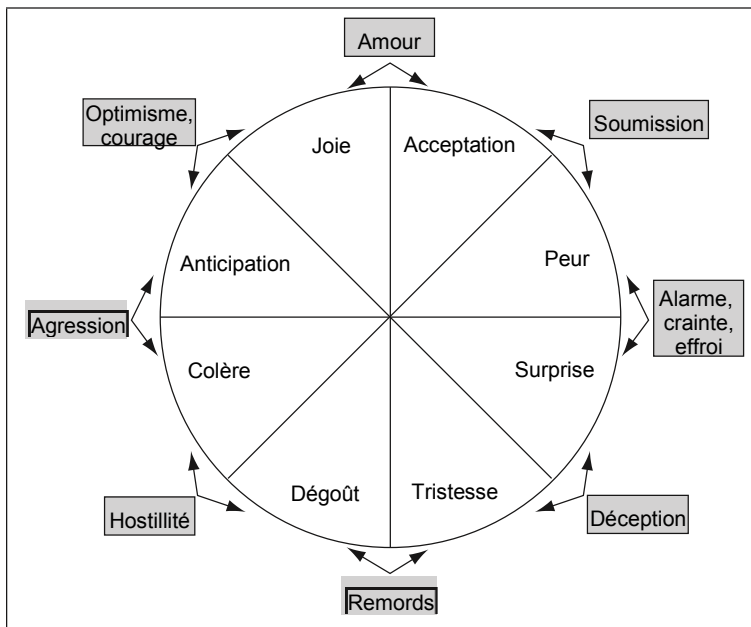 Amour
Optimisme,
courage
Soumission
Joie
Acceptation
Anticipation
Peur
Agression
Alarme,
crainte,
effroi
Colère
Surprise
Dégoût
Tristesse
Hostillité
Déception
Remords